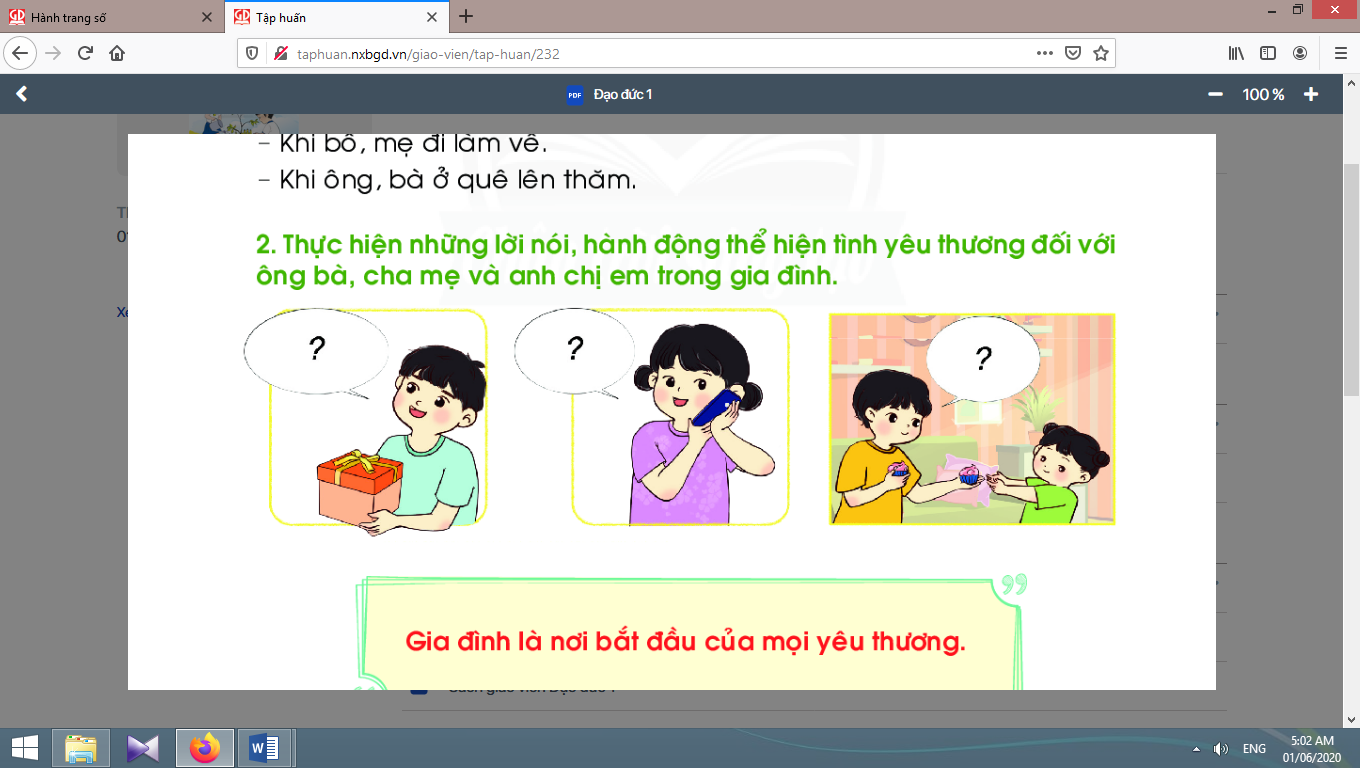 Hành trang số
Tập huấn
taphuan.nxbgd.vn/giao-vien/tap-huan/232
PDF Đạo đức 1
100 %
– Khi bố, mẹ đi làm về.
– Khi ông, bà ở quê lên thăm.
2. Thực hiện những lời nói, hành động thể hiện tình yêu thương đối với
ông bà, cha mẹ và anh chị em trong gia đình.
?
?
?
Gia đình là nơi bắt đầu của mọi yêu thương.
ENG
5:02 AM
01/06/2020